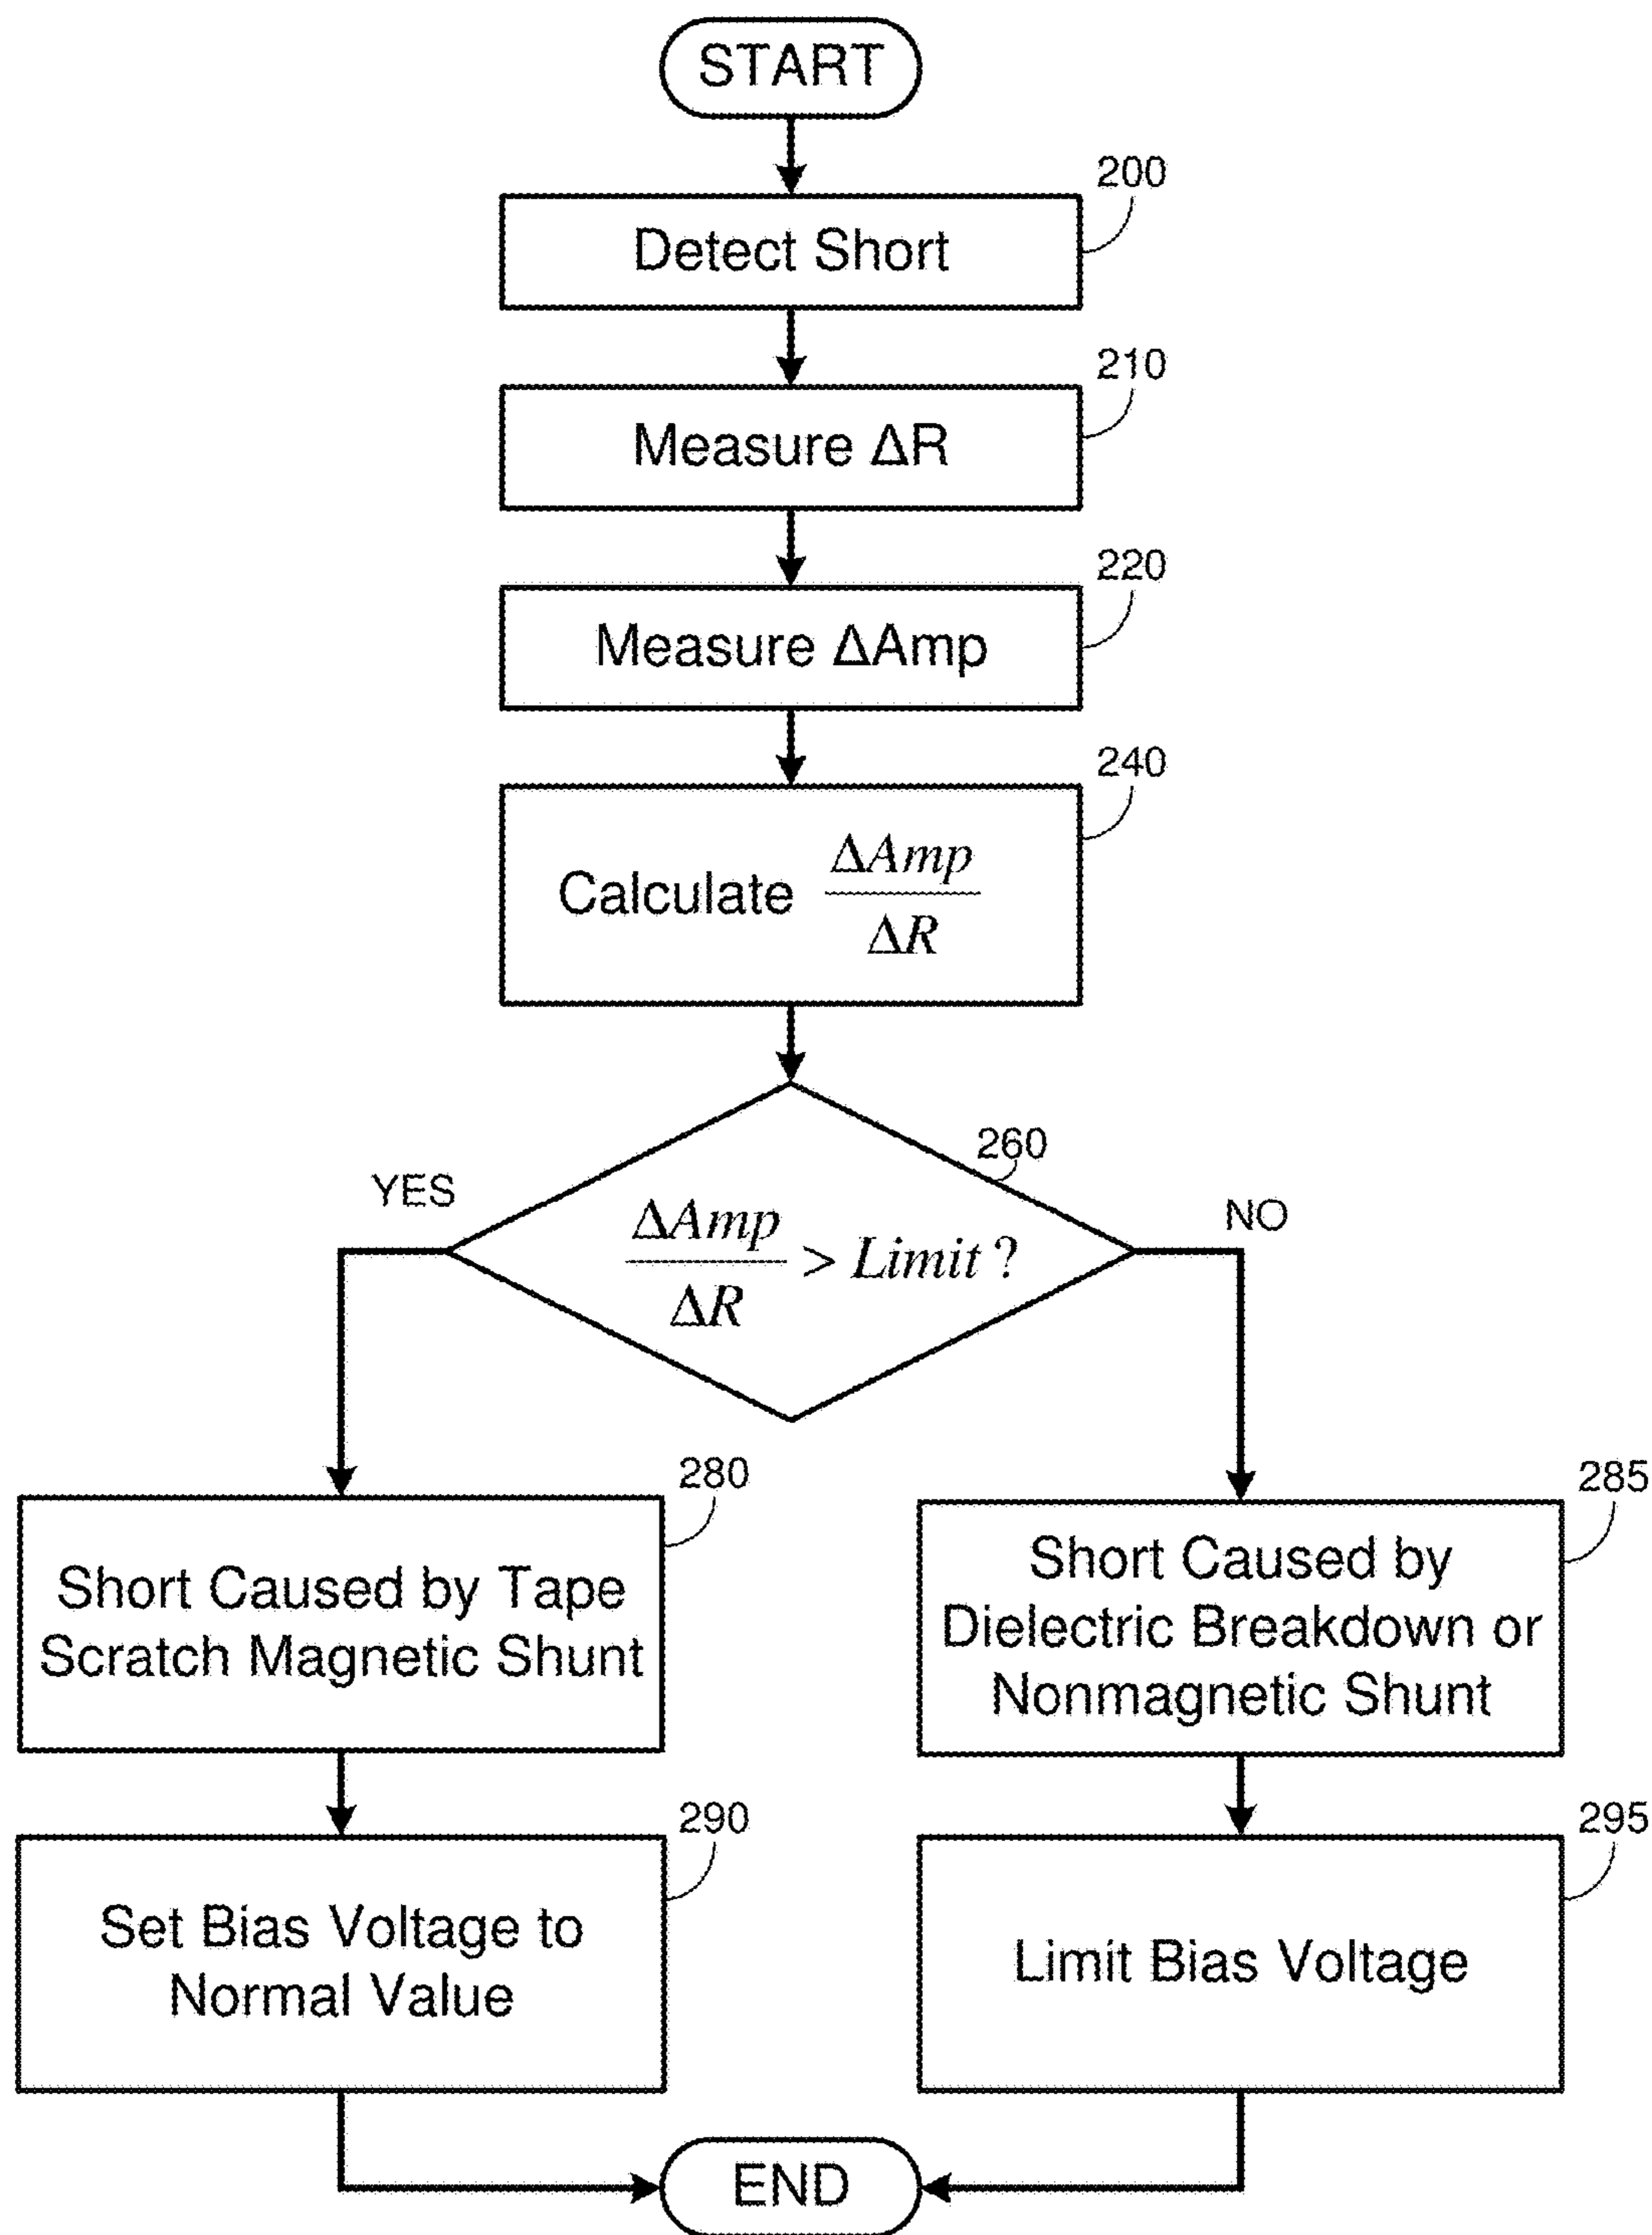 START
200
Detect Short
210
Measure ΔR
220
Measure ΔAmp
240
Calculate ΔAmp / ΔR
260
YES
NO
ΔAmp / ΔR > Limit ?
280
Short Caused by Tape
Scratch Magnetic Shunt
285
Short Caused by
Dielectric Breakdown or
Nonmagnetic Shunt
290
Set Bias Voltage to
Normal Value
295
Limit Bias Voltage
END